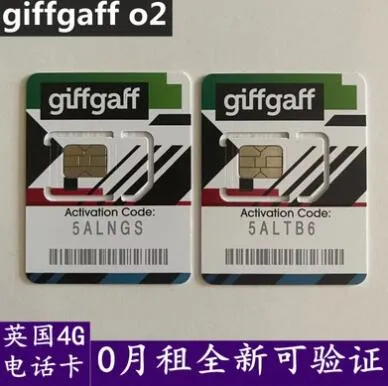 giffgaff o2
giffgaff
Activation Code:
5ALNGS
giffgaff
Activation Code:
5ALTB6
英国4G
电话卡
0月租全新可验证